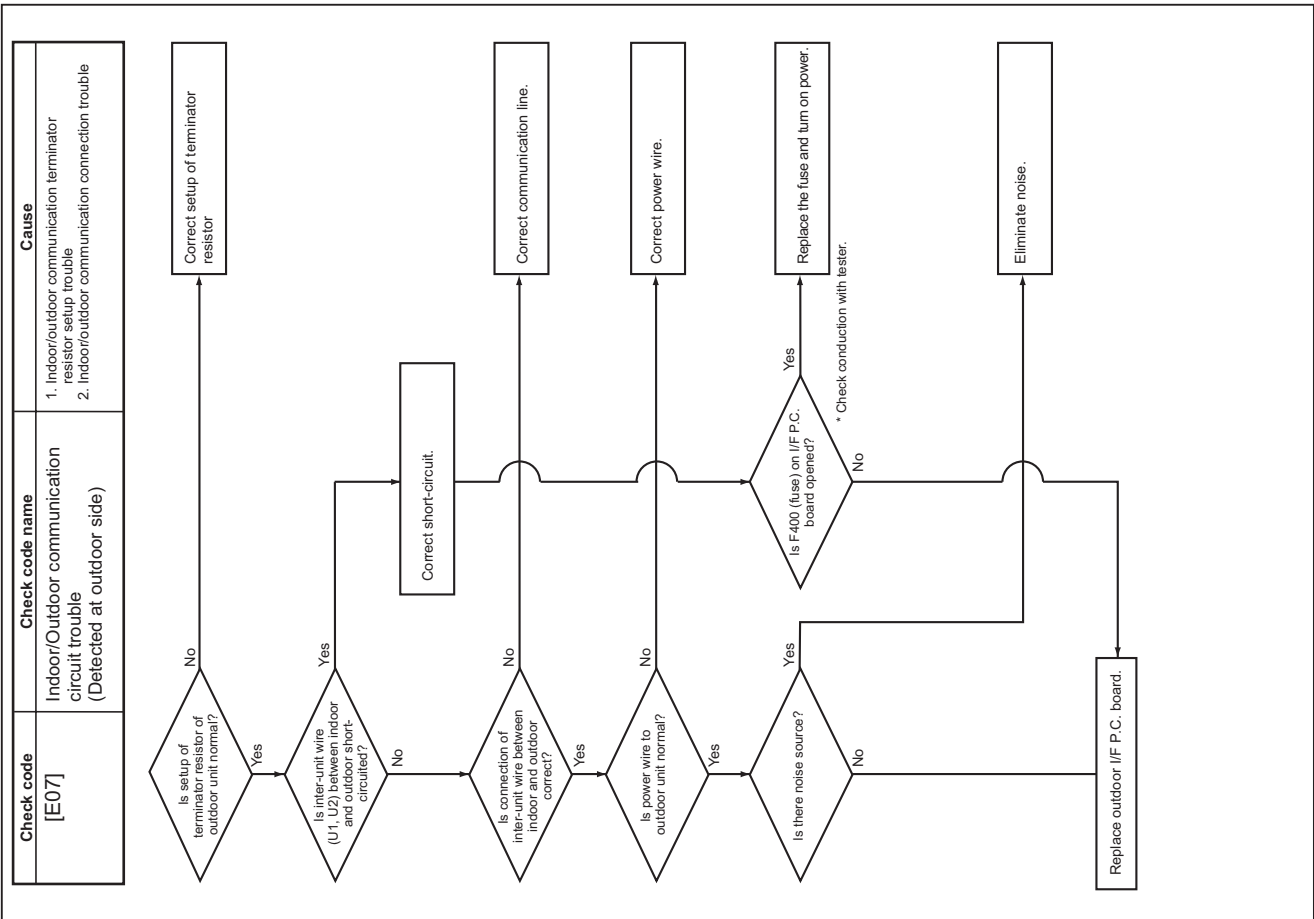 Check code
Check code name
Cause
[E07]
Indoor/Outdoor communication
circuit trouble
(Detected at outdoor side)
1. Indoor/outdoor communication terminator
resistor setup trouble
2. Indoor/outdoor communication connection trouble
Is setup of
terminator resistor of
outdoor unit normal?
No
Correct setup of terminator
resistor
Yes
Is inter-unit wire
(U1, U2) between indoor
and outdoor short-
circuited?
Yes
Correct short-circuit.
No
Is connection of
inter-unit wire between
indoor and outdoor
correct?
No
Correct communication line.
Yes
Is power wire to
outdoor unit normal?
No
Correct power wire.
Yes
Is there noise source?
Yes
Is F400 (fuse) on I/F P.C.
board opened?
Yes
Replace the fuse and turn on power.
* Check conduction with tester.
No
Eliminate noise.
No
Replace outdoor I/F P.C. board.